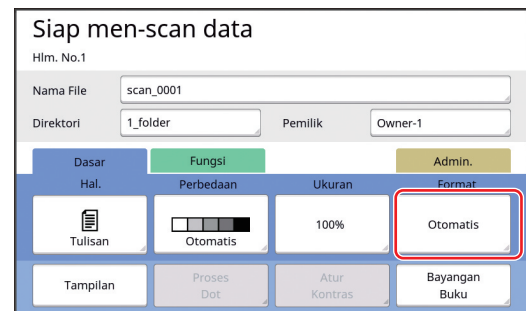 Siap men-scan data
Hlm. No.1
Nama File scan_0001
Direktori 1_folder Pemilik Owner-1
Dasar Fungsi Admin.
Hal. Perbedaan Ukuran Format
Tulisan Otomatis 100% Otomatis
Tampilan Proses Dot Atur Kontras Bayangan Buku